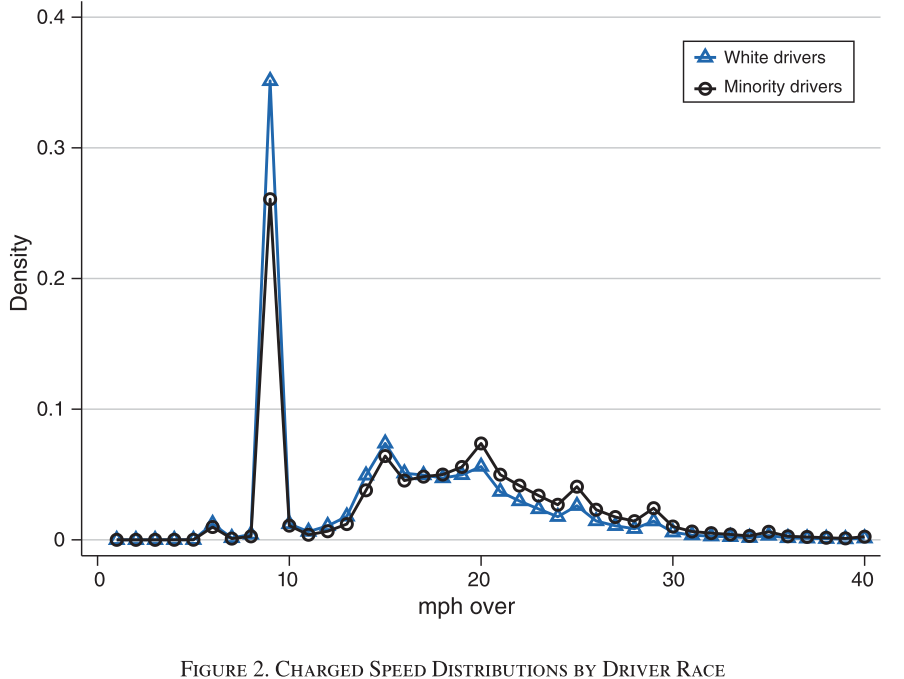 0.4
0.3
0.2
0.1
0
Density
White drivers
Minority drivers
0 10 20 30 40
mph over
FIGURE 2. CHARGED SPEED DISTRIBUTIONS BY DRIVER RACE